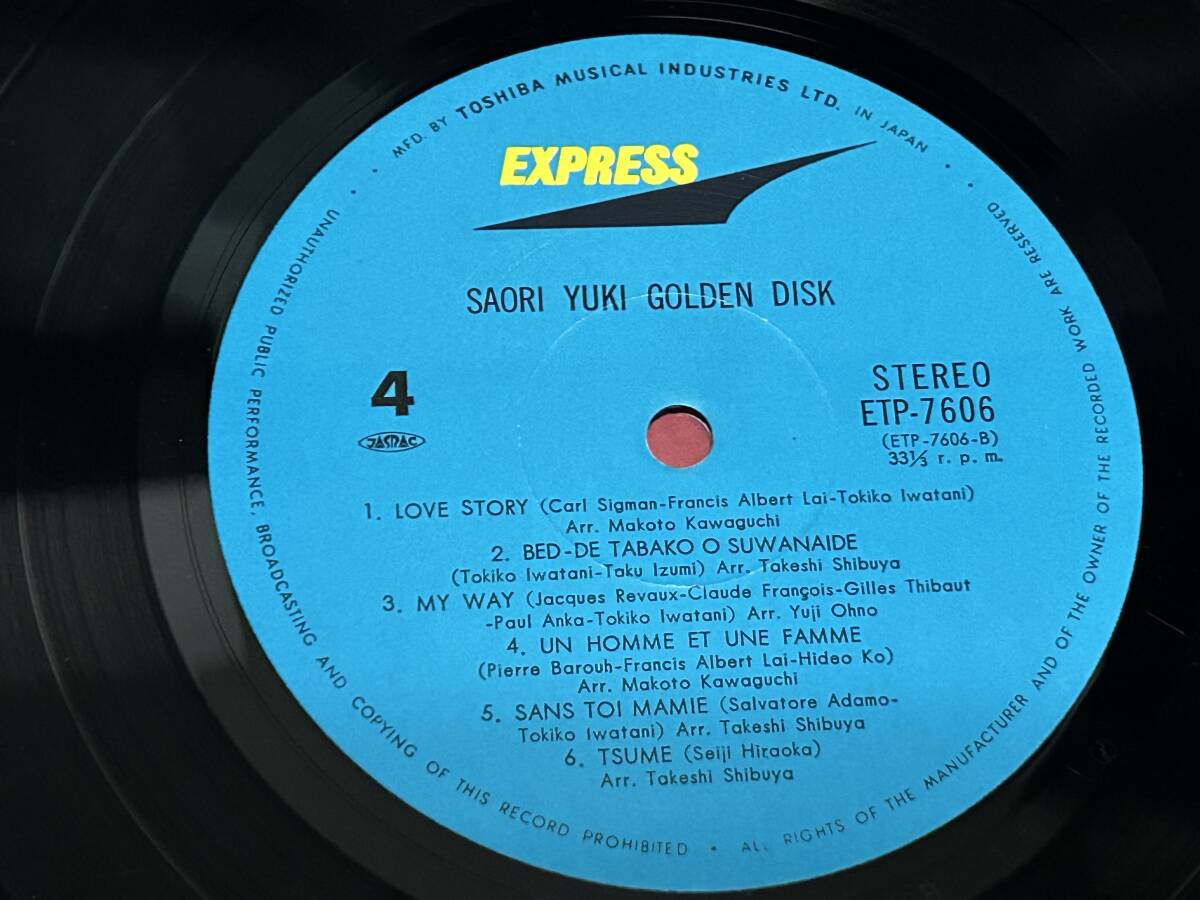 MFD. BY TOSHIBA MUSICAL INDUSTRIES LTD. IN JAPAN
EXPRESS
SAORI YUKI GOLDEN DISK
4
JASRAC
STEREO
ETP-7606
(ETP-7606-B)
33⅓ r. p. m.
1. LOVE STORY (Carl Sigman-Francis Albert Lai-Tokiko Iwatani)
Arr. Makoto Kawaguchi
2. BED-DE TABAKO O SUWANAIDE
(Tokiko Iwatani-Taku Izumi) Arr. Takeshi Shibuya
3. MY WAY (Jacques Revaux-Claude François-Gilles Thibaut
-Paul Anka-Tokiko Iwatani) Arr. Yuji Ohno
4. UN HOMME ET UNE FAMME
(Pierre Barouh-Francis Albert Lai-Hideo Ko)
Arr. Makoto Kawaguchi
5. SANS TOI MAMIE (Salvatore Adamo-
Tokiko Iwatani) Arr. Takeshi Shibuya
6. TSUME (Seiji Hiraoka)
Arr. Takeshi Shibuya
UNAUTHORIZED PUBLIC PERFORMANCE, BROADCASTING AND COPYING OF THIS RECORD PROHIBITED • ALL RIGHTS OF THE MANUFACTURER AND OF THE OWNER OF THE RECORDED WORK ARE RESERVED